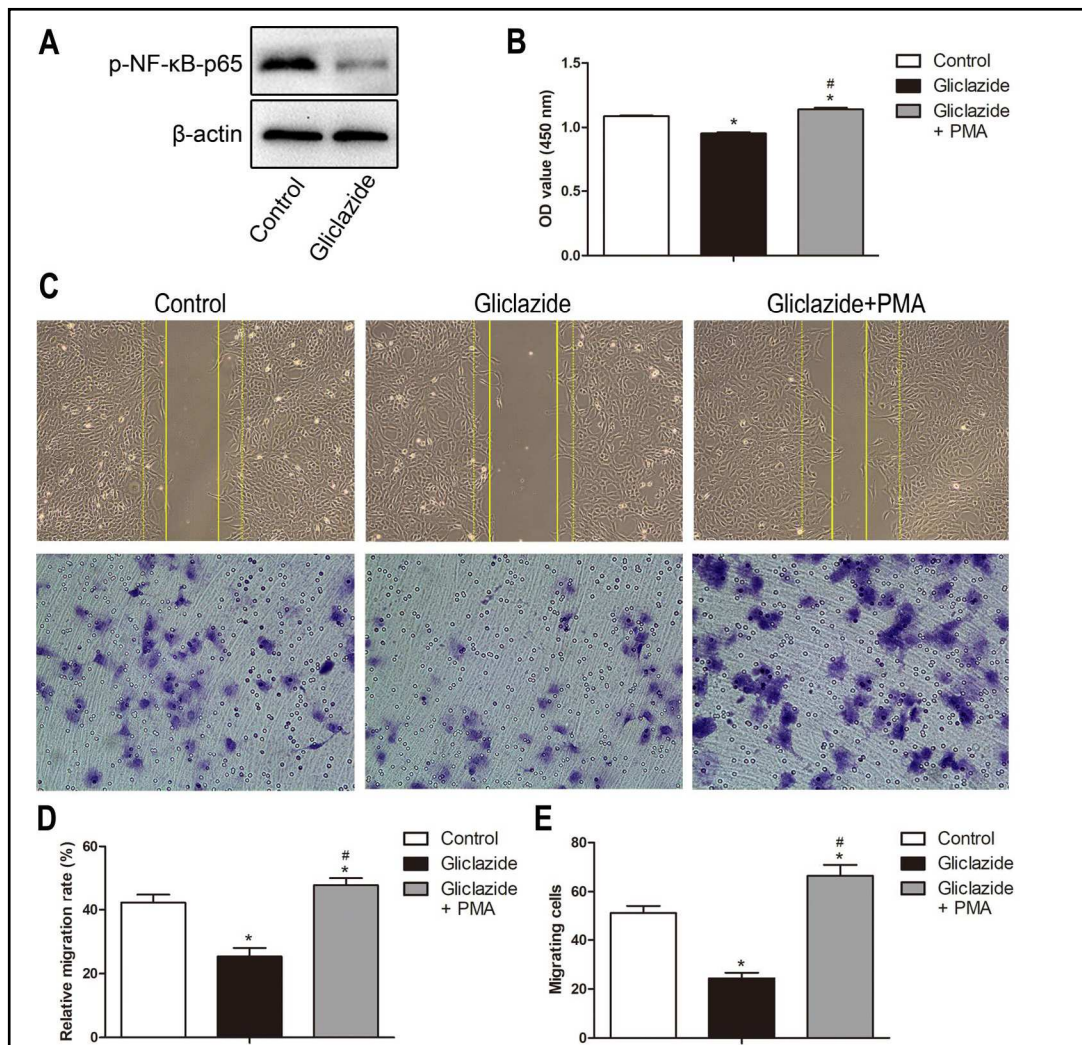 A
p-NF-κB-p65
β-actin
Control
Gliclazide
B
OD value (450 nm)
1.5
1.0
0.5
0.0
*
#
*
Control
Gliclazide
Gliclazide
+ PMA
C
Control
Gliclazide
Gliclazide+PMA
D
Relative migration rate (%)
60
40
20
0
*
#
*
Control
Gliclazide
Gliclazide
+ PMA
E
Migrating cells
80
60
40
20
0
*
#
*
Control
Gliclazide
Gliclazide
+ PMA